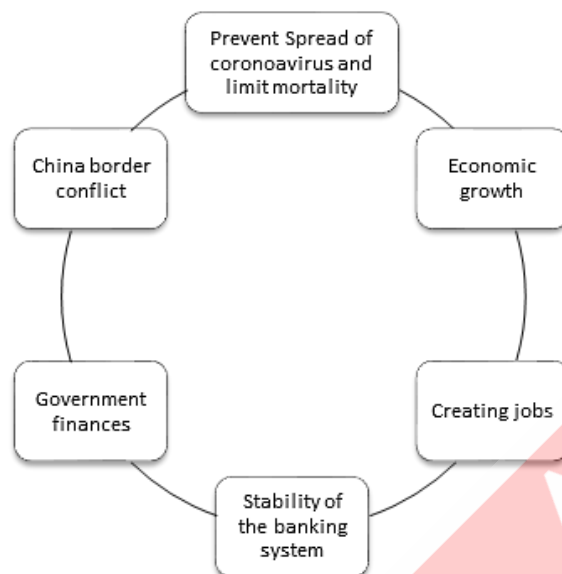 Prevent Spread of
coronoavirus and
limit mortality
Economic
growth
Creating jobs
Stability of
the banking
system
Government
finances
China border
conflict